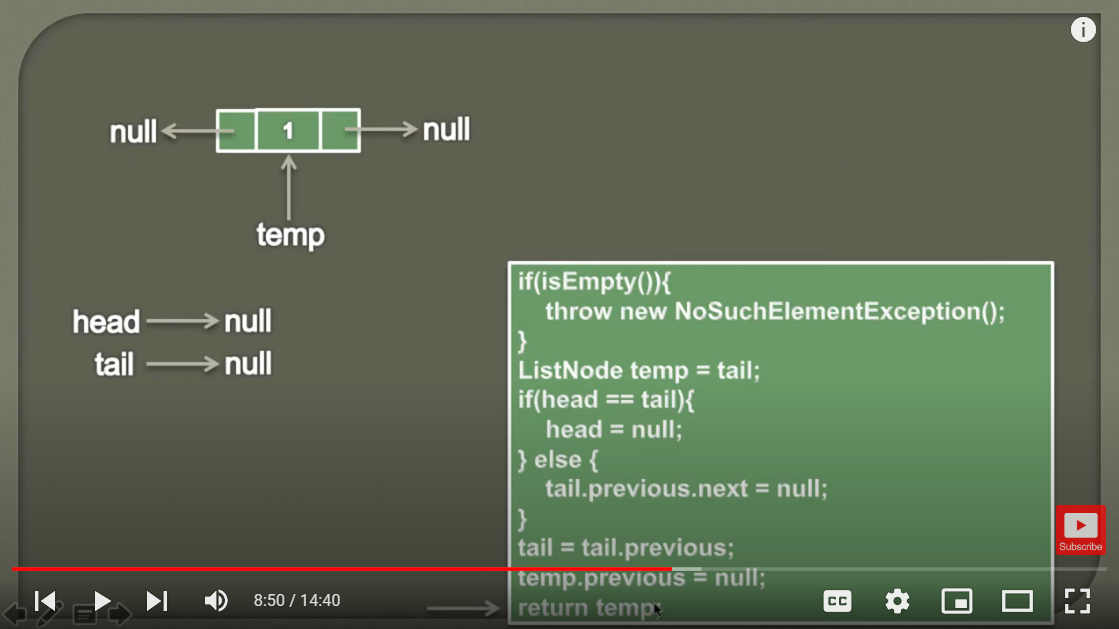 null
1
null
temp
head
null
tail
null
if(isEmpty()){
throw new NoSuchElementException();
}
ListNode temp = tail;
if(head == tail){
head = null;
} else {
tail.previous.next = null;
}
tail = tail.previous;
temp.previous = null;
return temp;
Subscribe
8:50 / 14:40
CC
i